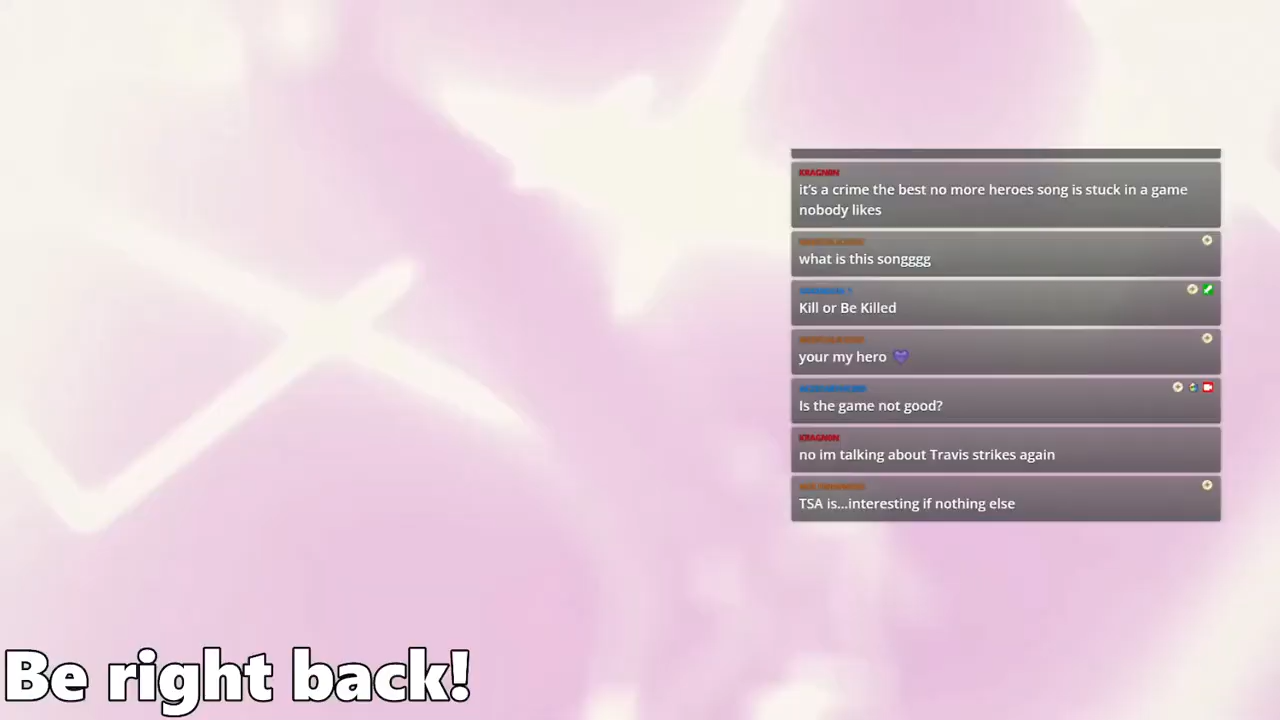 KRAGNRN
it's a crime the best no more heroes song is stuck in a game
nobody likes
what is this songggg
Kill or Be Killed
your my hero 💜
Is the game not good?
KRAGNRN
no im talking about Travis strikes again
TSA is...interesting if nothing else
Be right back!